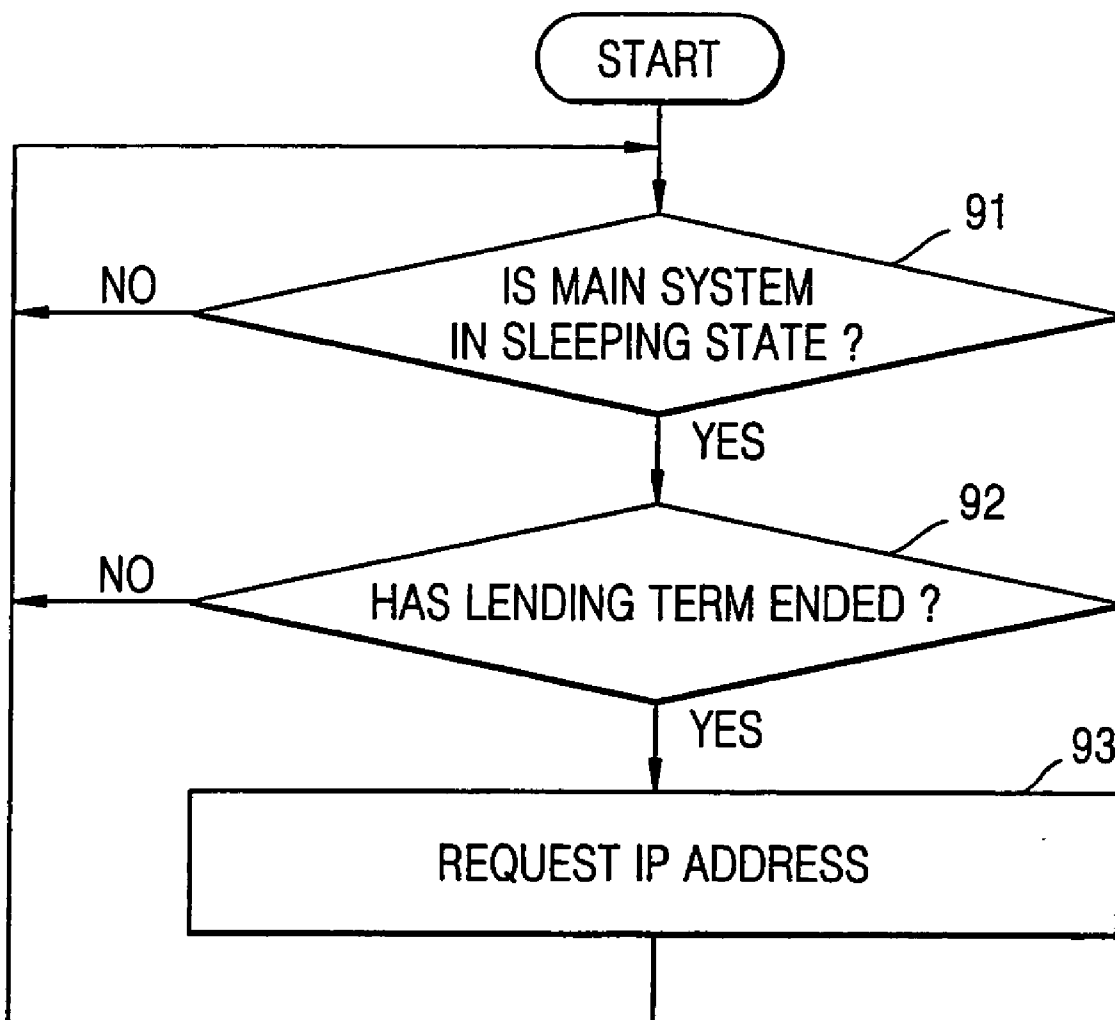 START
91
NO
IS MAIN SYSTEM
IN SLEEPING STATE ?
YES
92
NO
HAS LENDING TERM ENDED ?
YES
93
REQUEST IP ADDRESS